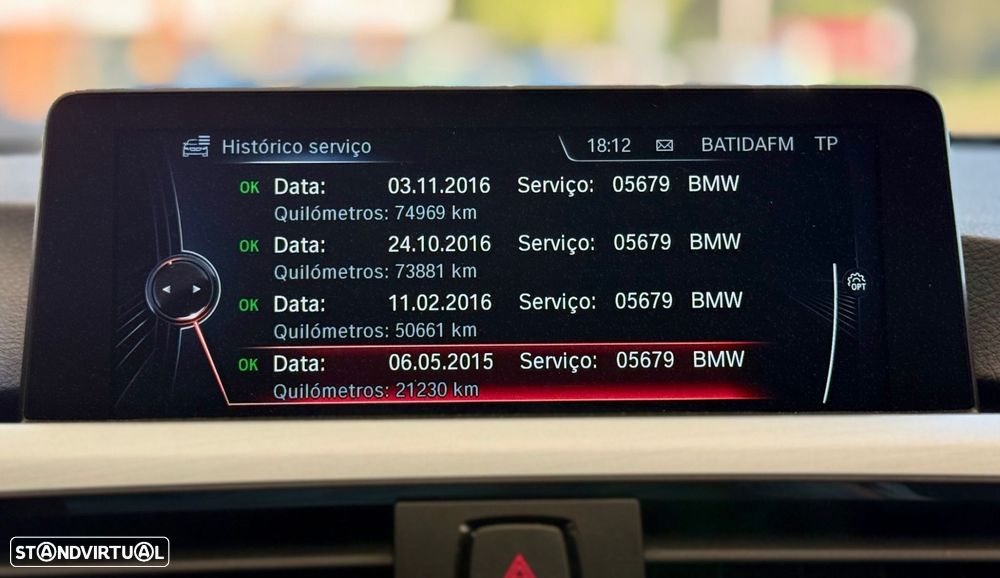 Histórico serviço 18:12 BATIDAFM TP
OK Data: 03.11.2016 Serviço: 05679 BMW
Quilómetros: 74969 km
OK Data: 24.10.2016 Serviço: 05679 BMW
Quilómetros: 73881 km
OK Data: 11.02.2016 Serviço: 05679 BMW
Quilómetros: 50661 km
OPT
OK Data: 06.05.2015 Serviço: 05679 BMW
Quilómetros: 21230 km
STANDVIRTUAL